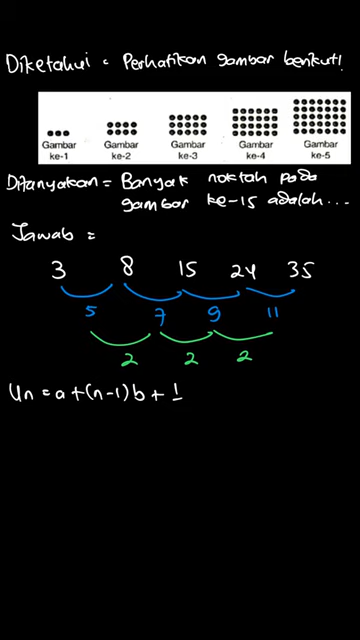 Diketahui = Perhatikan gambar berikut!
Gambar ke-1
Gambar ke-2
Gambar ke-3
Gambar ke-4
Gambar ke-5
Ditanyakan = Banyak noktah pada
gambar ke-15 adalah...
Jawab =
3 8 15 24 35
5 7 9 11
2 2 2
Un = a + (n-1) b + 1